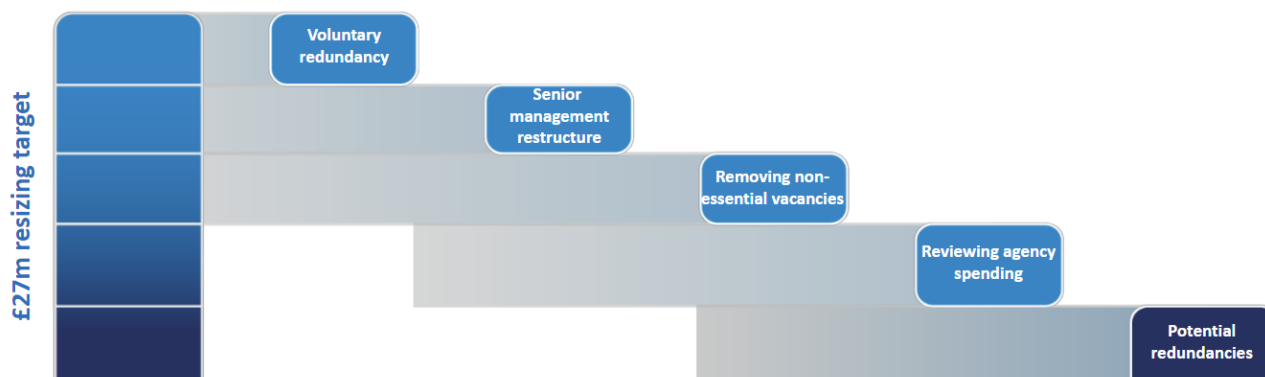 £27m resizing target
Voluntary
redundancy
Senior
management
restructure
Removing non-
essential vacancies
Reviewing agency
spending
Potential
redundancies